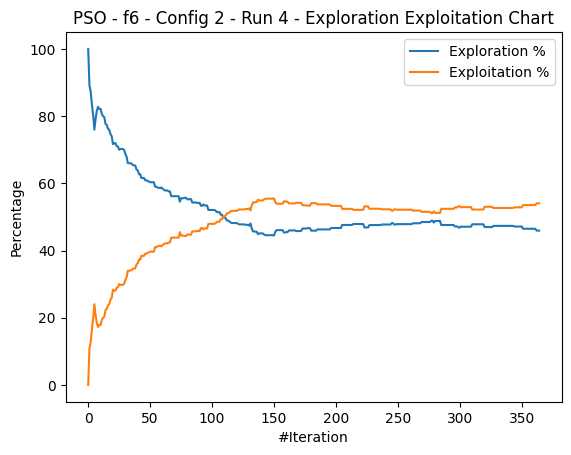 PSO - f6 - Config 2 - Run 4 - Exploration Exploitation Chart
Exploration %
Exploitation %
Percentage
100
80
60
40
20
0
0 50 100 150 200 250 300 350
#Iteration